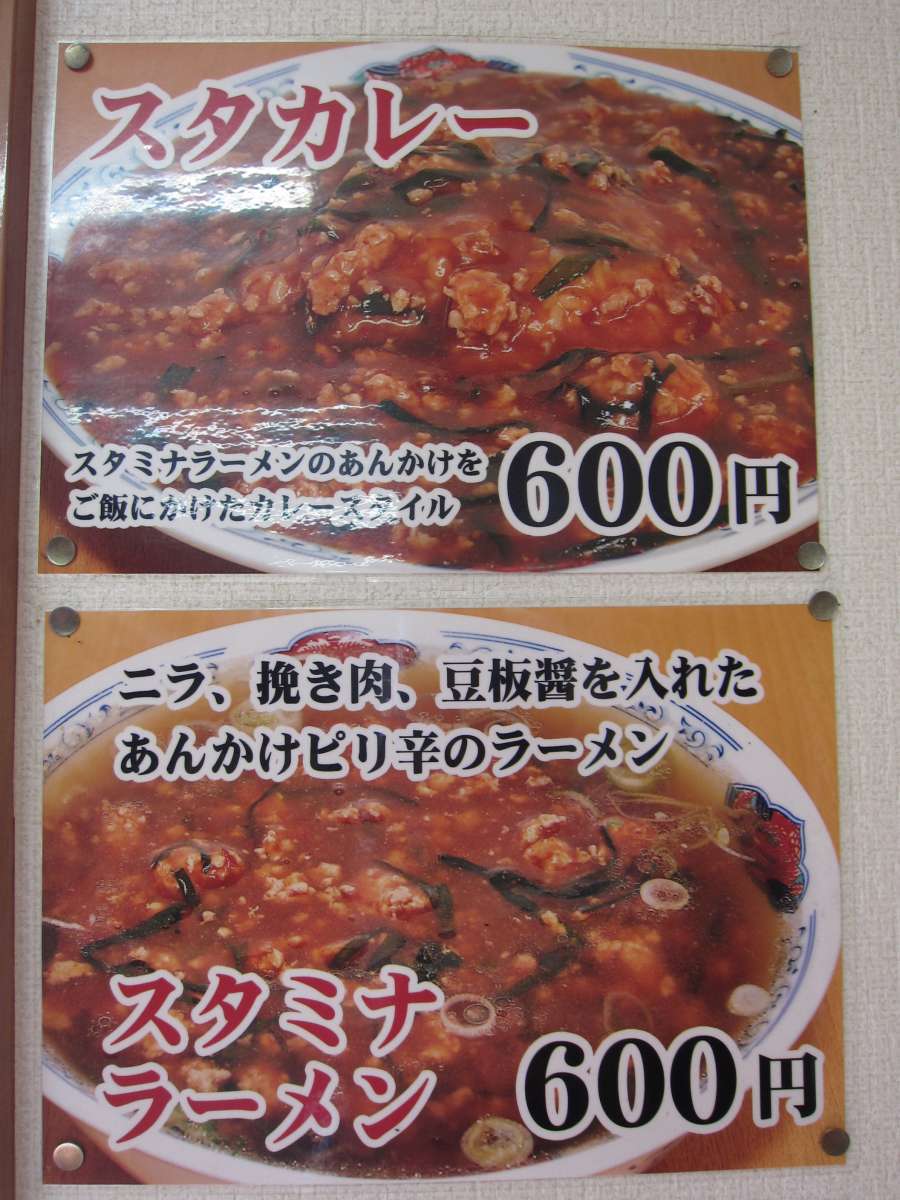 スタカレー
スタミナラーメンのあんかけを
ご飯にかけたカレースタイル
600円
ニラ、挽き肉、豆板醤を入れた
あんかけピリ辛のラーメン
スタミナ
ラーメン
600円